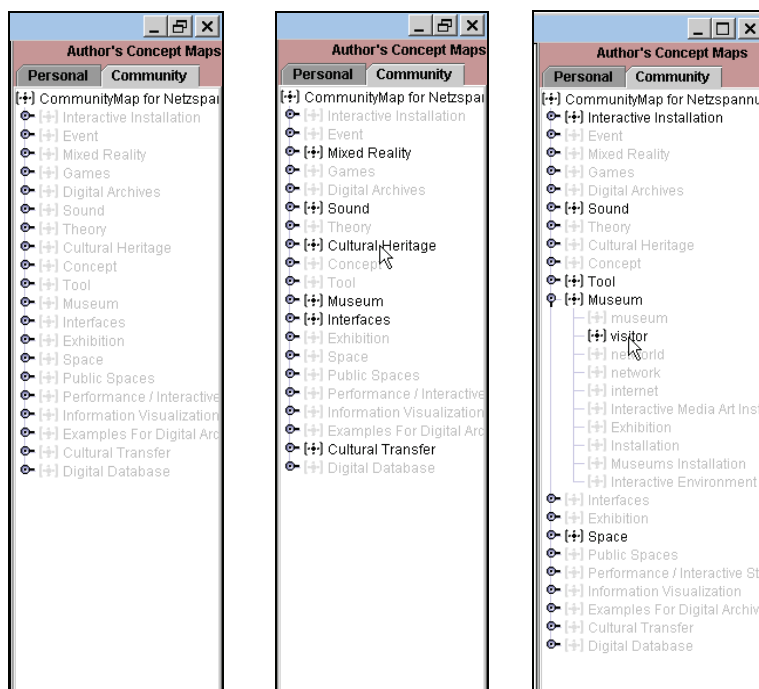 Author's Concept Maps
Personal Community
CommunityMap for Netzspa
Interactive Installation
Event
Mixed Reality
Games
Digital Archives
Sound
Theory
Cultural Heritage
Concept
Tool
Museum
Interfaces
Exhibition
Space
Public Spaces
Performance / Interactive
Information Visualization
Examples For Digital Arc
Cultural Transfer
Digital Database
Author's Concept Maps
Personal Community
CommunityMap for Netzspa
Interactive Installation
Event
Mixed Reality
Games
Digital Archives
Sound
Theory
Cultural Heritage
Concept
Tool
Museum
Interfaces
Exhibition
Space
Public Spaces
Performance / Interactive
Information Visualization
Examples For Digital Arc
Cultural Transfer
Digital Database
Author's Concept Maps
Personal Community
CommunityMap for Netzspannu
Interactive Installation
Event
Mixed Reality
Games
Digital Archives
Sound
Theory
Cultural Heritage
Concept
Tool
Museum
museum
visitor
network
internet
Interactive Media Art Inst
Exhibition
Installation
Museums Installation
Interactive Environment
Interfaces
Exhibition
Space
Public Spaces
Performance / Interactive St
Information Visualization
Examples For Digital Archiv
Cultural Transfer
Digital Database